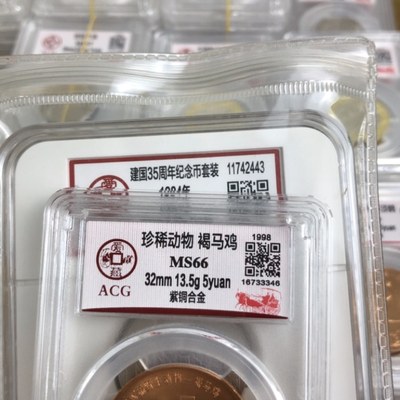 建国35周年纪念币套装 11742443
1984年
珍稀动物 褐马鸡 1998
MS66
32mm 13.5g 5yuan
紫铜合金
16733346
ACG